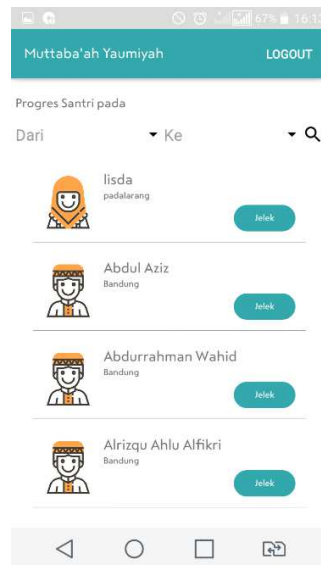 67% 16:12
Muttaba'ah Yaumiyah LOGOUT
Progres Santri pada
Dari Ke
lisda
padalarang
Jelek
Abdul Aziz
Bandung
Jelek
Abdurrahman Wahid
Bandung
Jelek
Alrizqu Ahlu Alfikri
Bandung
Jelek